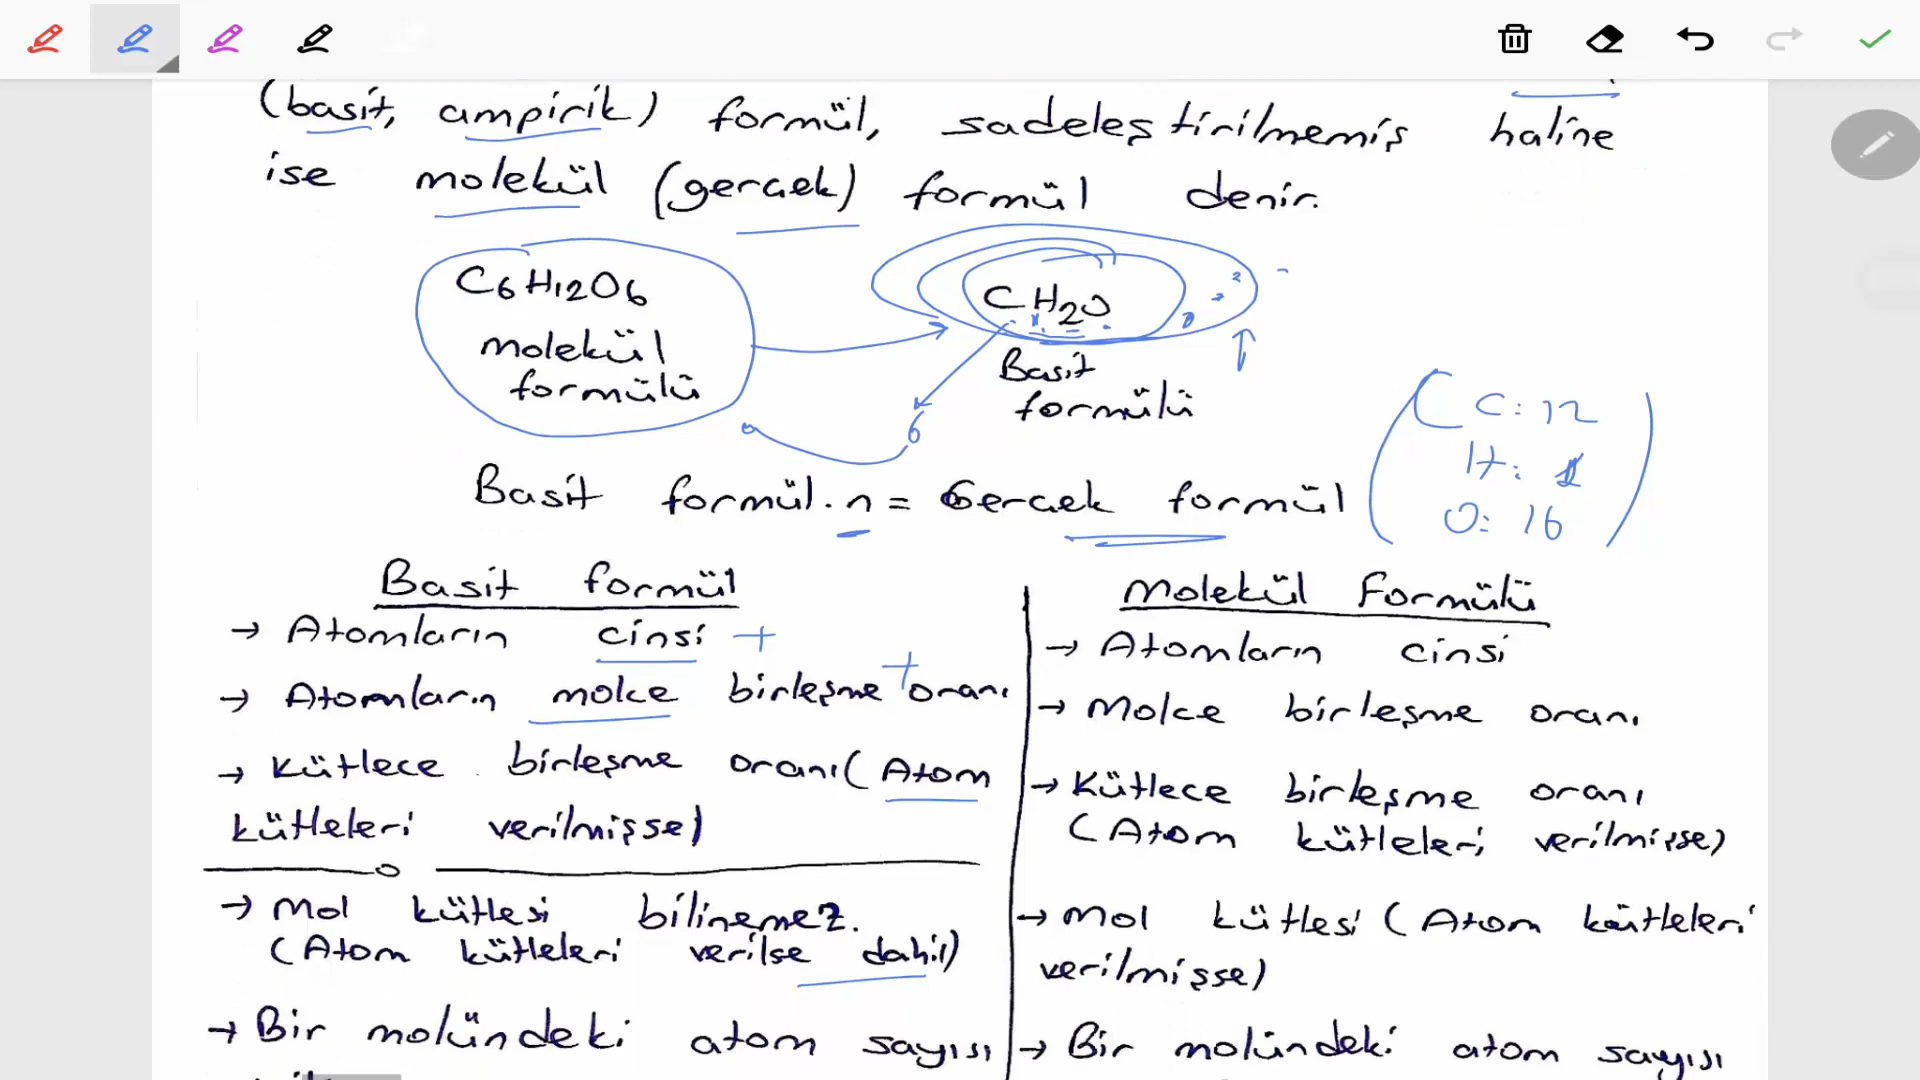 (basit, ampirik) formül, sadeleştirilmemiş haline
ise molekül (gerçek) formül denir.
C6H12O6
molekül
formülü
CH2O
Basit
formülü
6
C: 12
H: 1
O: 16
Basit formül . n = Gercek formül
Basit formül
→ Atomların cinsi +
→ Atomların molce birleşme + oranı
→ Kütlece birleşme oranı (Atom
kütleleri verilmişse)
→ Mol kütlesi bilinemez.
(Atom kütleleri verilse dahi)
→ Bir molündeki atom sayısı
Molekül Formülü
→ Atomların cinsi
→ Molce birleşme oranı
→ Kütlece birleşme oranı
(Atom kütleleri verilmişse)
→ Mol kütlesi (Atom kütleleri
verilmişse)
→ Bir molündeki atom sayısı